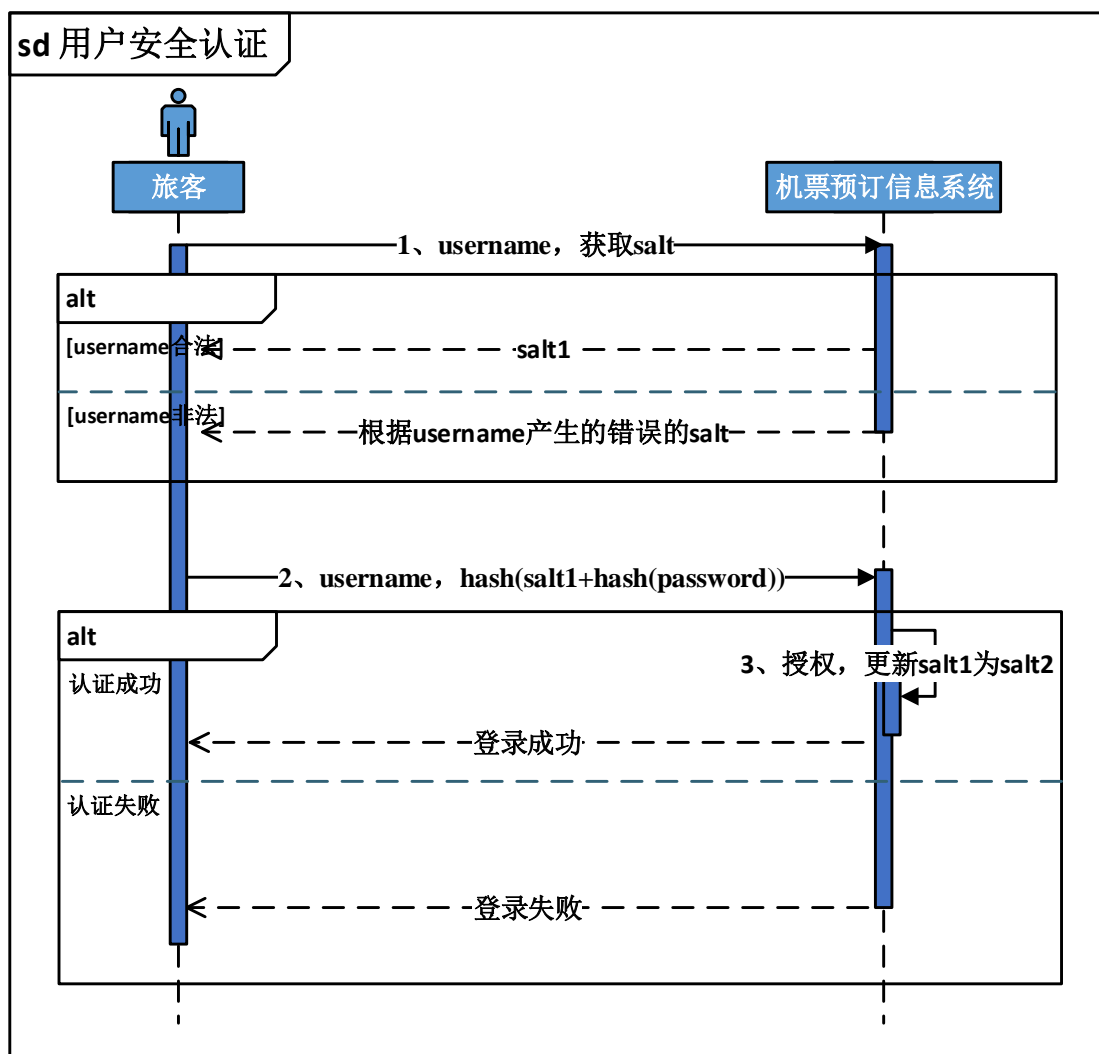 sd 用户安全认证
旅客
机票预订信息系统
1、username，获取salt
alt
[username合法]
salt1
[username非法]
根据username产生的错误的salt
2、username，hash(salt1+hash(password))
alt
3、授权，更新salt1为salt2
认证成功
登录成功
认证失败
登录失败